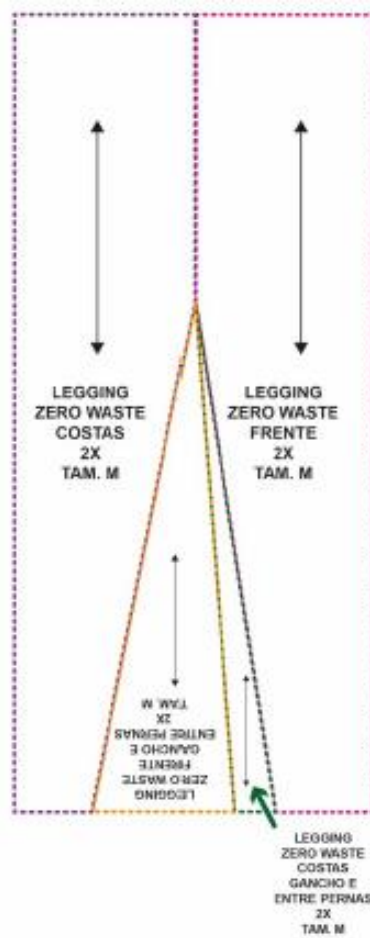 LEGGING
ZERO WASTE
COSTAS
2X
TAM. M
LEGGING
ZERO WASTE
FRENTE
2X
TAM. M
LEGGING
ZERO WASTE
FRENTE
GANCHO E
ENTRE PERNAS
2X
TAM. M
LEGGING
ZERO WASTE
COSTAS
GANCHO E
ENTRE PERNAS
2X
TAM. M